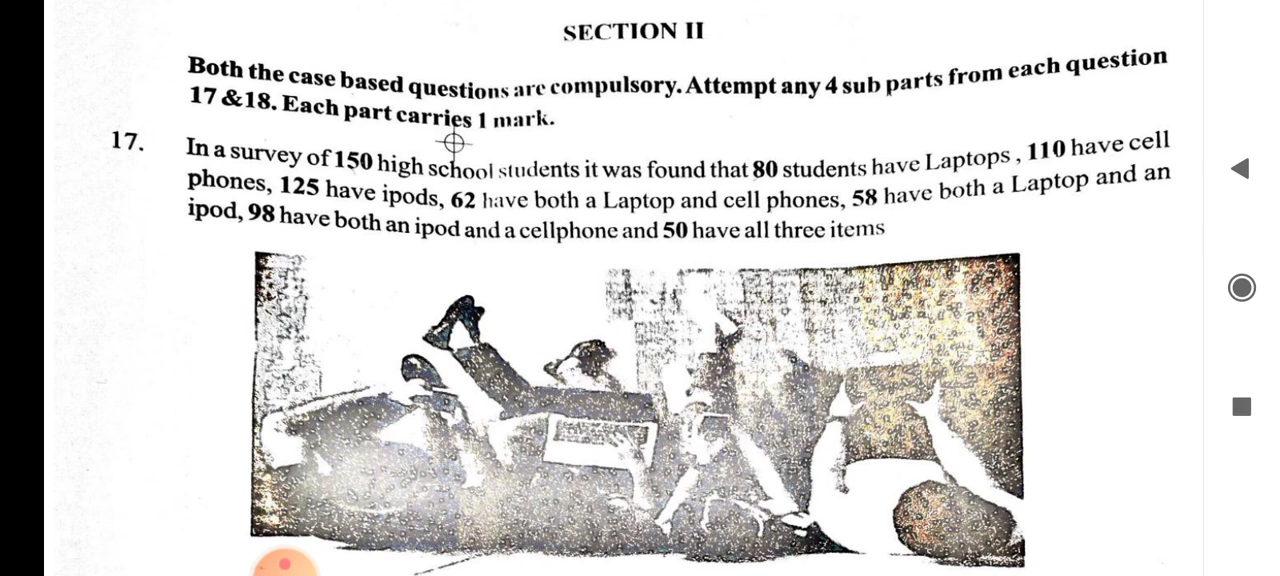 SECTION II
Both the case based questions are compulsory. Attempt any 4 sub parts from each question
17 &18. Each part carries 1 mark.
17. In a survey of 150 high school students it was found that 80 students have Laptops , 110 have cell
phones, 125 have ipods, 62 have both a Laptop and cell phones, 58 have both a Laptop and an
ipod, 98 have both an ipod and a cellphone and 50 have all three items